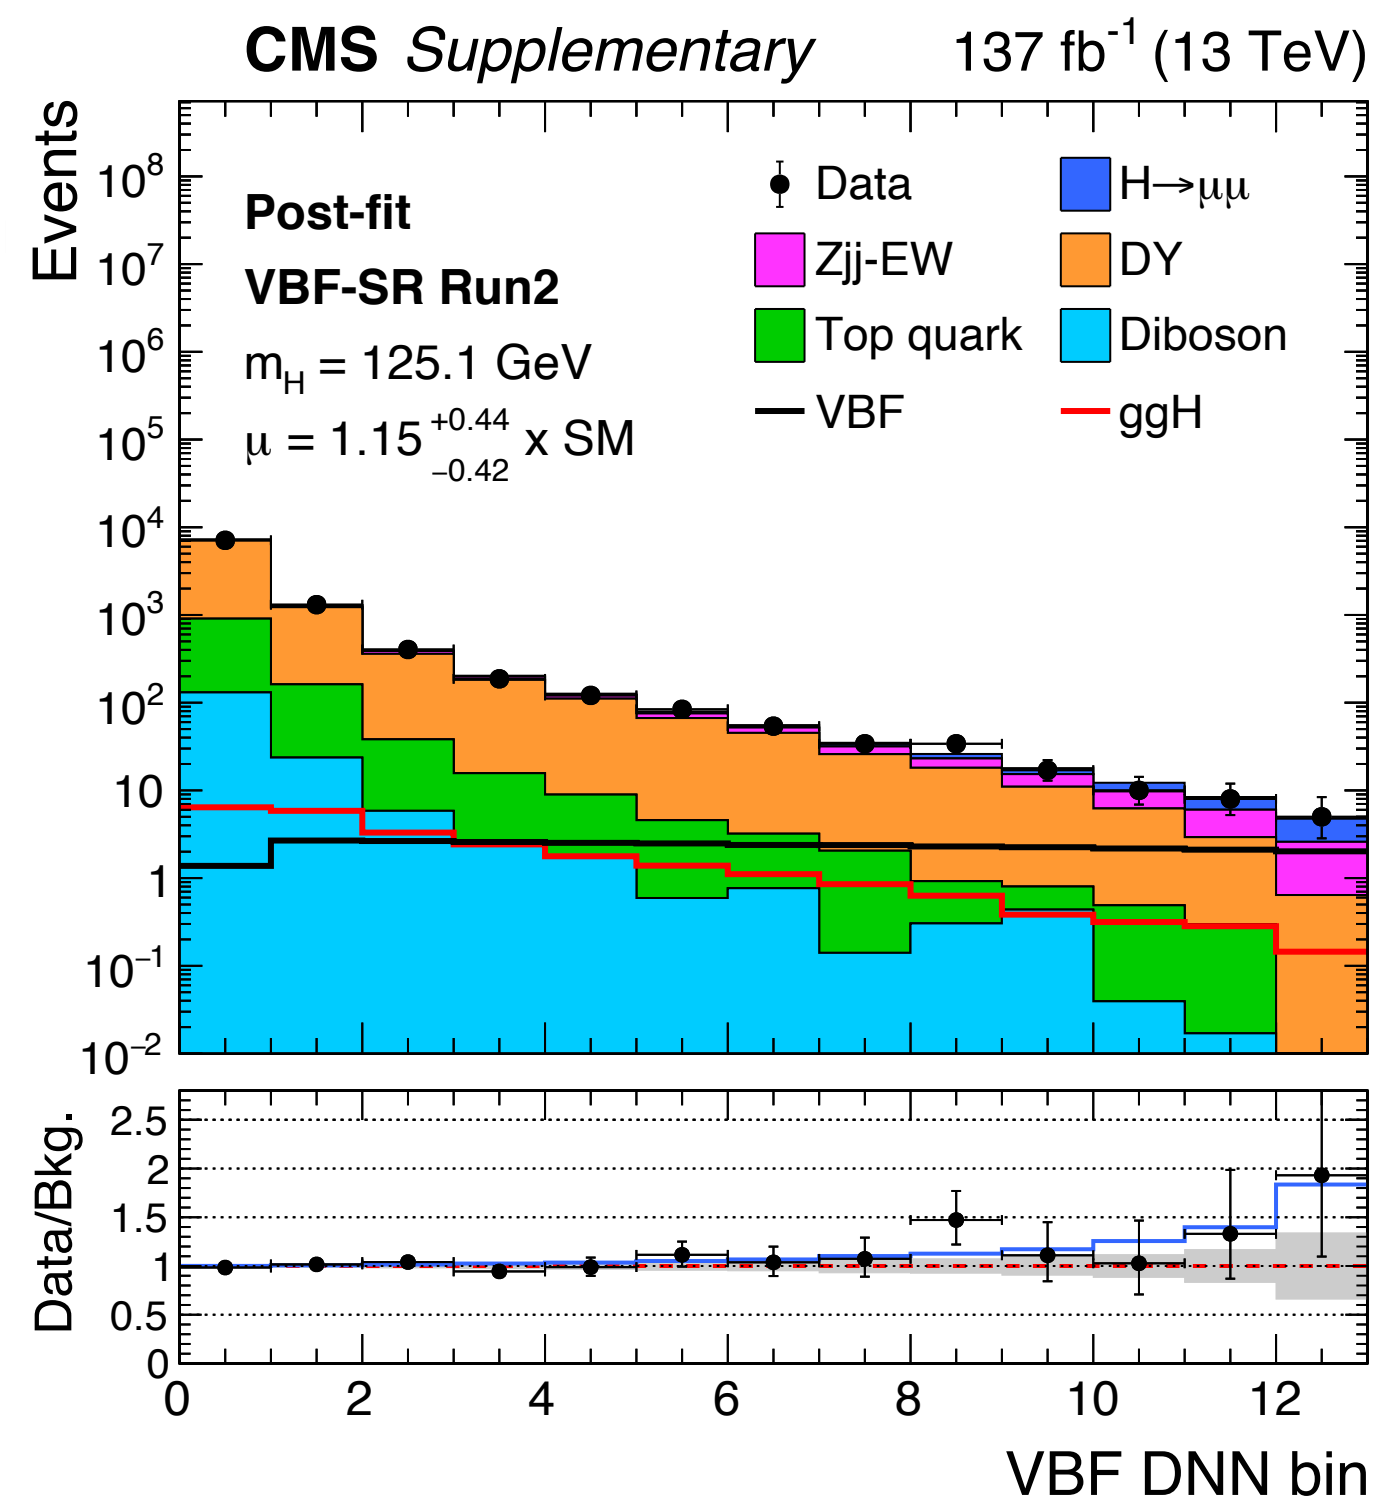 CMS Supplementary 137 fb⁻¹ (13 TeV)
Events
10⁸
10⁷
10⁶
10⁵
10⁴
10³
10²
10
1
10⁻¹
10⁻²
Post-fit
VBF-SR Run2
m_H = 125.1 GeV
μ = 1.15 +0.44 −0.42 x SM
Data H→μμ
Zjj-EW DY
Top quark Diboson
VBF ggH
Data/Bkg.
2.5
2
1.5
1
0.5
0
0 2 4 6 8 10 12
VBF DNN bin